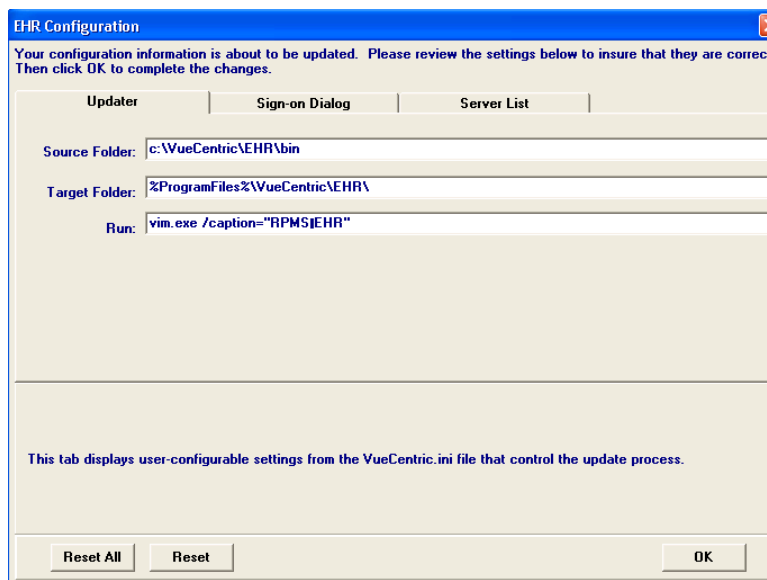 EHR Configuration
Your configuration information is about to be updated.  Please review the settings below to insure that they are correc
Then click OK to complete the changes.
Updater
Sign-on Dialog
Server List
Source Folder: c:\VueCentric\EHR\bin
Target Folder: %ProgramFiles%\VueCentric\EHR\
Run: vim.exe /caption="RPMS|EHR"
This tab displays user-configurable settings from the VueCentric.ini file that control the update process.
Reset All
Reset
OK